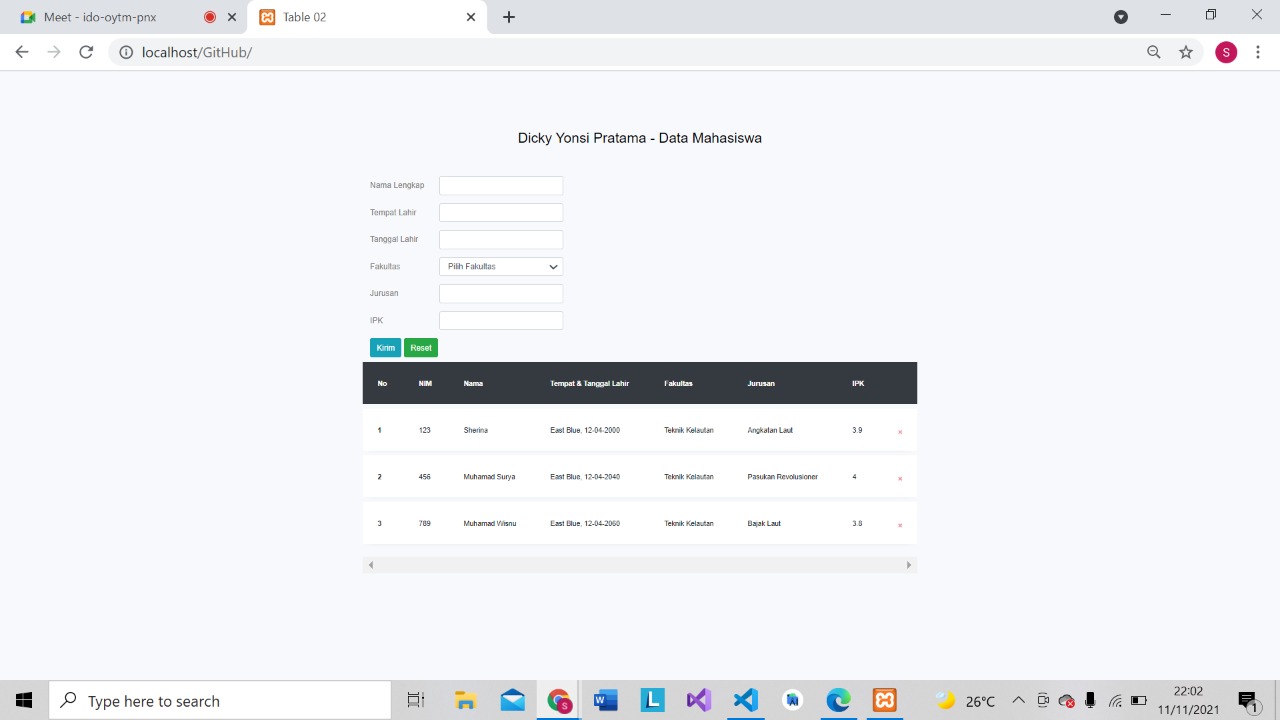 Meet - ido-oytm-pnx
Table 02
localhost/GitHub/
S
Dicky Yonsi Pratama - Data Mahasiswa
Nama Lengkap
Tempat Lahir
Tanggal Lahir
Fakultas Pilih Fakultas
Jurusan
IPK
Kirim Reset
No NIM Nama Tempat & Tanggal Lahir Fakultas Jurusan IPK
1 123 Sherina East Blue, 12-04-2000 Teknik Kelautan Angkatan Laut 3.9 ×
2 456 Muhamad Surya East Blue, 12-04-2040 Teknik Kelautan Pasukan Revolusioner 4 ×
3 789 Muhamad Wisnu East Blue, 12-04-2060 Teknik Kelautan Bajak Laut 3.8 ×
Type here to search
S
W
L
AI
26°C
22:02
11/11/2021
1